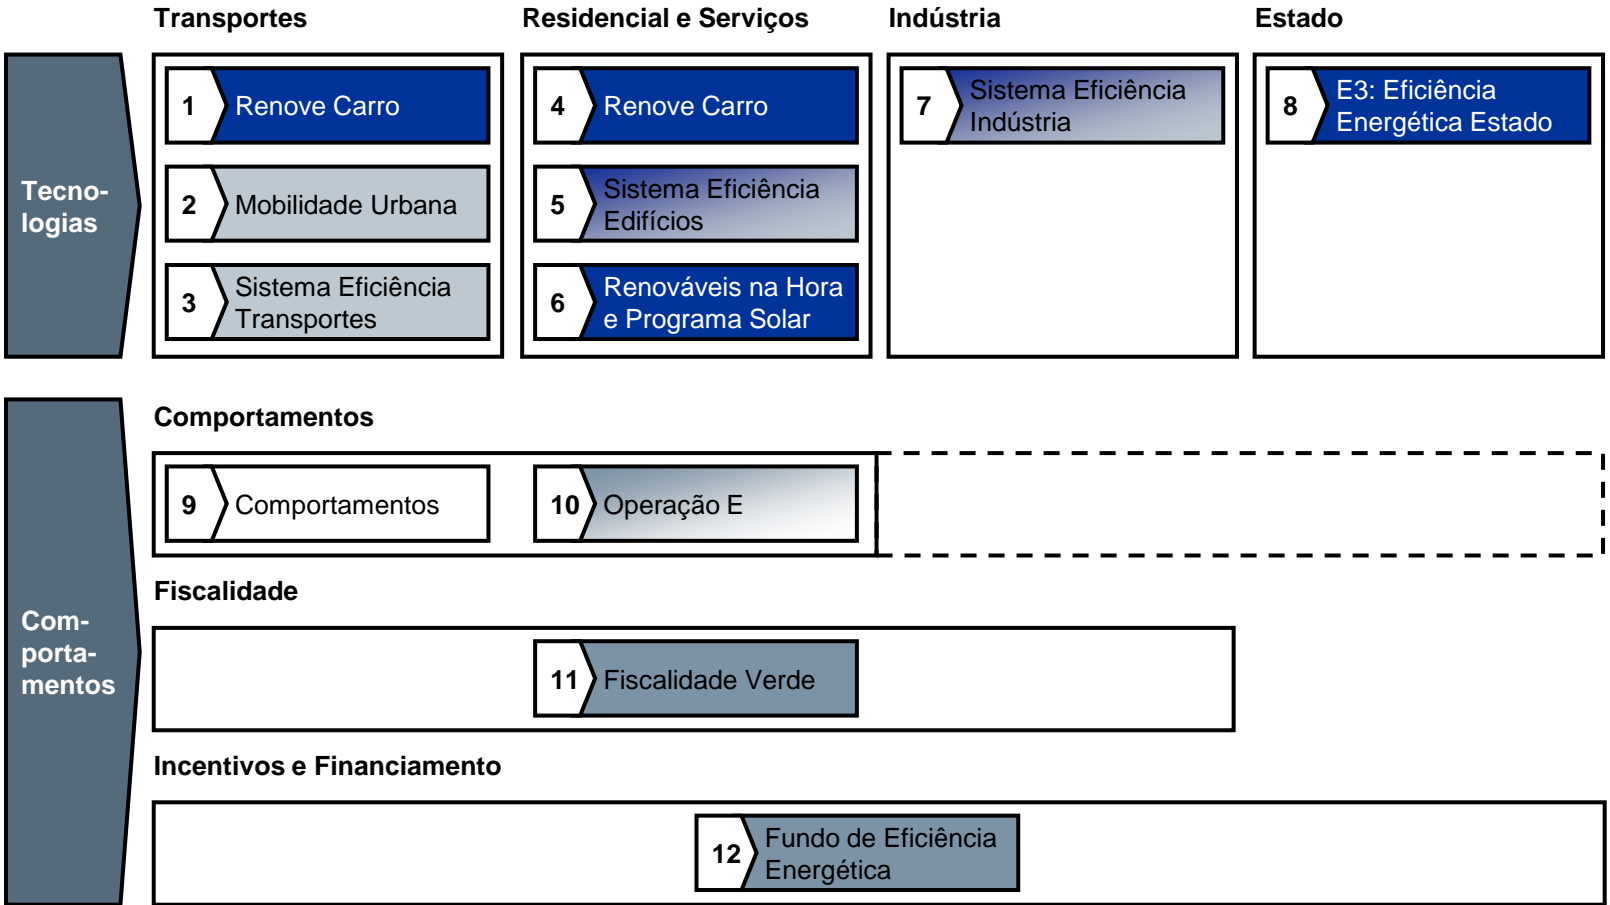 Transportes
Residencial e Serviços
Indústria
Estado
Tecno-
logias
1
Renove Carro
2
Mobilidade Urbana
3
Sistema Eficiência
Transportes
4
Renove Carro
5
Sistema Eficiência
Edifícios
6
Renováveis na Hora
e Programa Solar
7
Sistema Eficiência
Indústria
8
E3: Eficiência
Energética Estado
Com-
porta-
mentos
Comportamentos
9
Comportamentos
10
Operação E
Fiscalidade
11
Fiscalidade Verde
Incentivos e Financiamento
12
Fundo de Eficiência
Energética